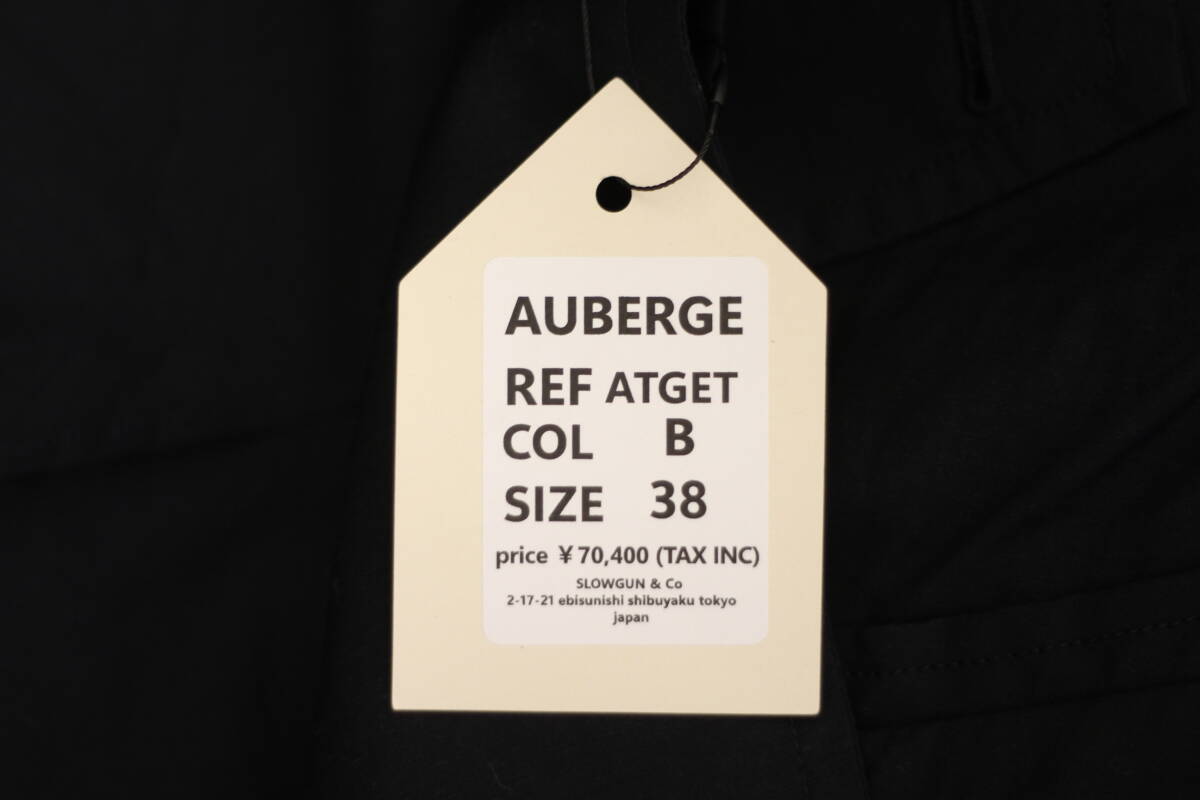 AUBERGE
REF ATGET
COL B
SIZE 38
price ¥70,400 (TAX INC)
SLOWGUN & Co
2-17-21 ebisunishi shibuyaku tokyo
japan